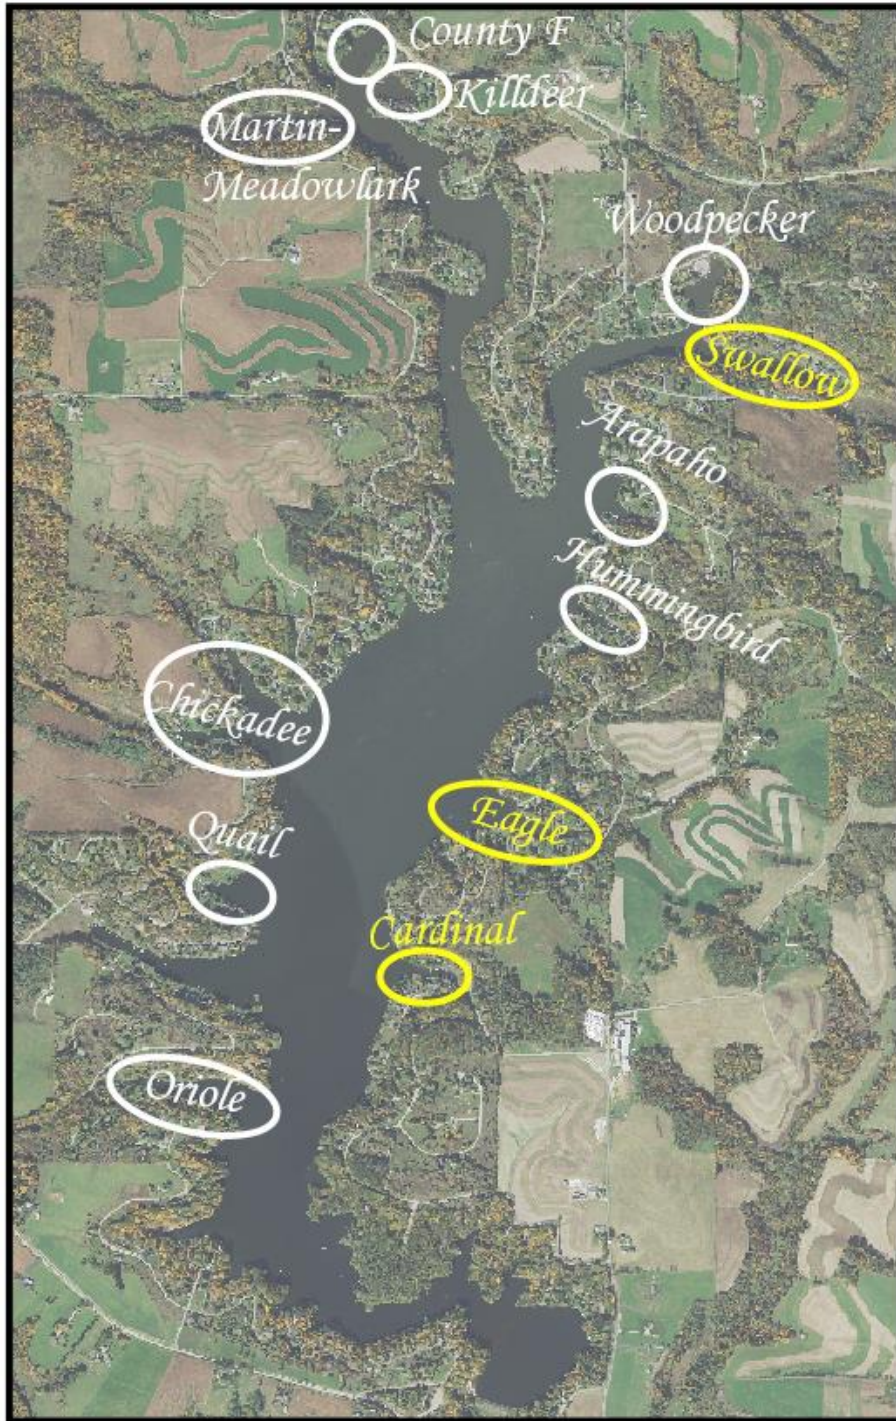 County F
Killdeer
Martin-
Meadowlark
Woodpecker
Swallow
Arapaho
Hummingbird
Chickadee
Eagle
Quail
Cardinal
Oriole